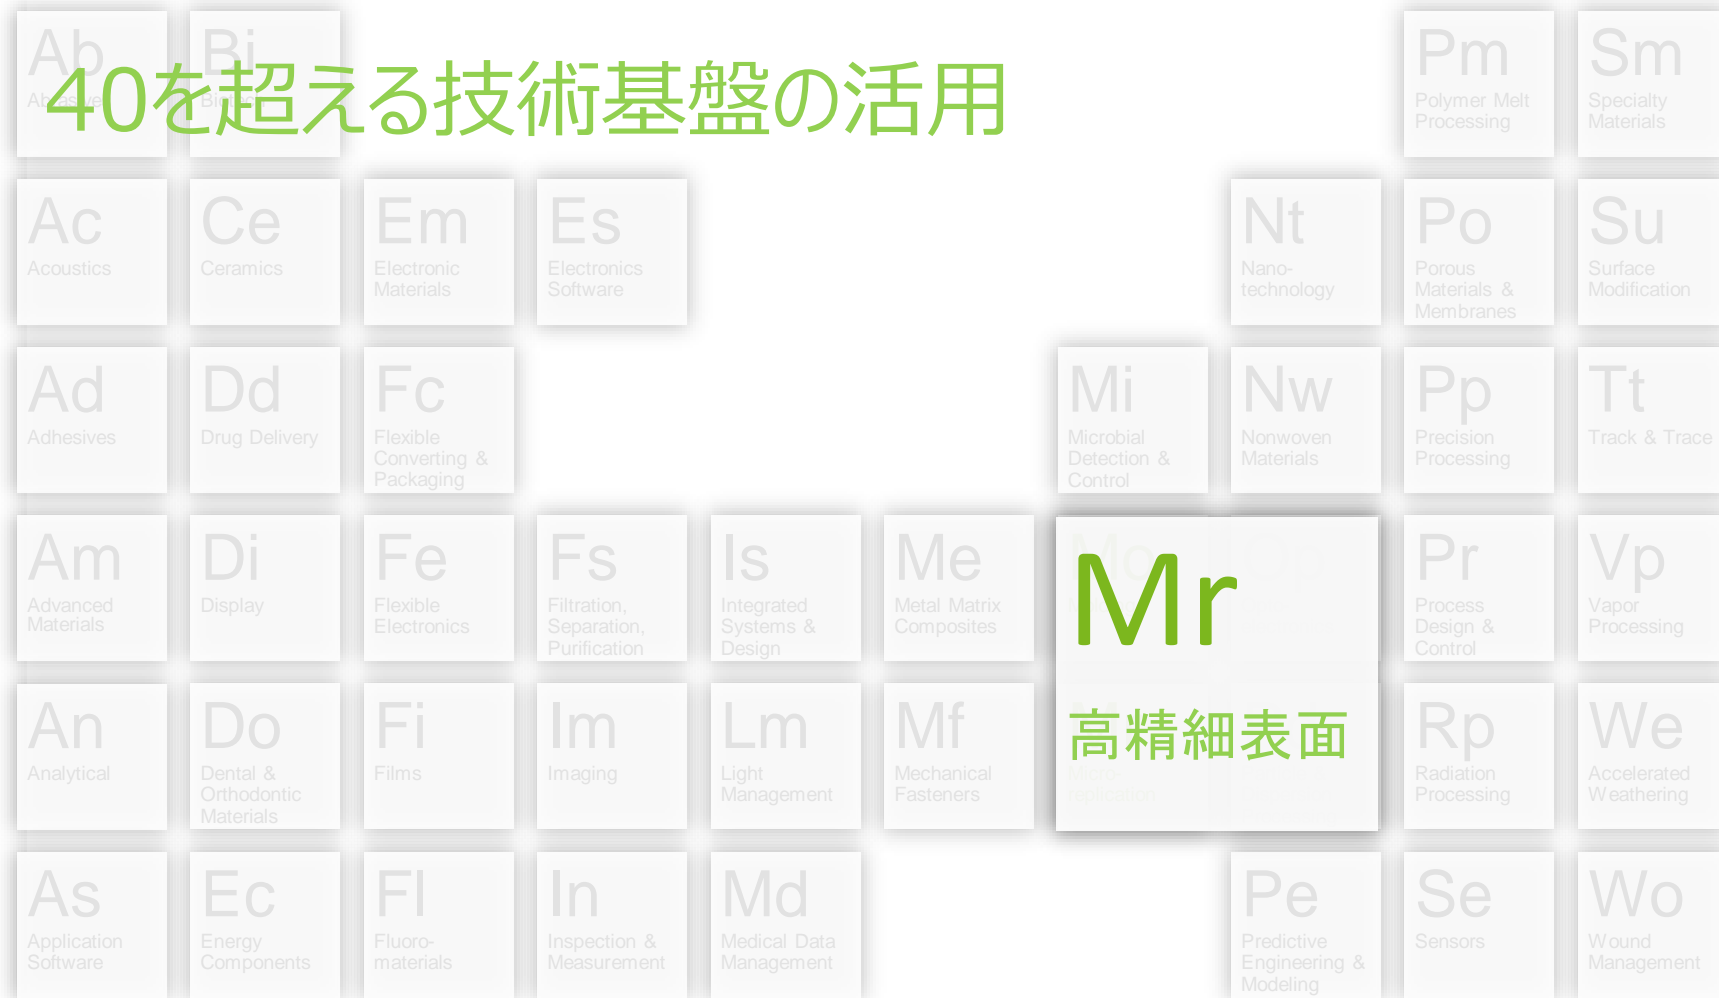 40を超える技術基盤の活用
Ab
Abrasives
Bi
Biotech
Pm
Polymer Melt
Processing
Sm
Specialty
Materials
Ac
Acoustics
Ce
Ceramics
Em
Electronic
Materials
Es
Electronics
Software
Nt
Nano-
technology
Po
Porous
Materials &
Membranes
Su
Surface
Modification
Ad
Adhesives
Dd
Drug Delivery
Fc
Flexible
Converting &
Packaging
Mi
Microbial
Detection &
Control
Nw
Nonwoven
Materials
Pp
Precision
Processing
Tt
Track & Trace
Am
Advanced
Materials
Di
Display
Fe
Flexible
Electronics
Fs
Filtration,
Separation,
Purification
Is
Integrated
Systems &
Design
Me
Metal Matrix
Composites
Mr
高精細表面
Pr
Process
Design &
Control
Vp
Vapor
Processing
An
Analytical
Do
Dental &
Orthodontic
Materials
Fi
Films
Im
Imaging
Lm
Light
Management
Mf
Mechanical
Fasteners
Micro-
replication
Rp
Radiation
Processing
We
Accelerated
Weathering
As
Application
Software
Ec
Energy
Components
Fl
Fluoro-
materials
In
Inspection &
Measurement
Md
Medical Data
Management
Pe
Predictive
Engineering &
Modeling
Se
Sensors
Wo
Wound
Management